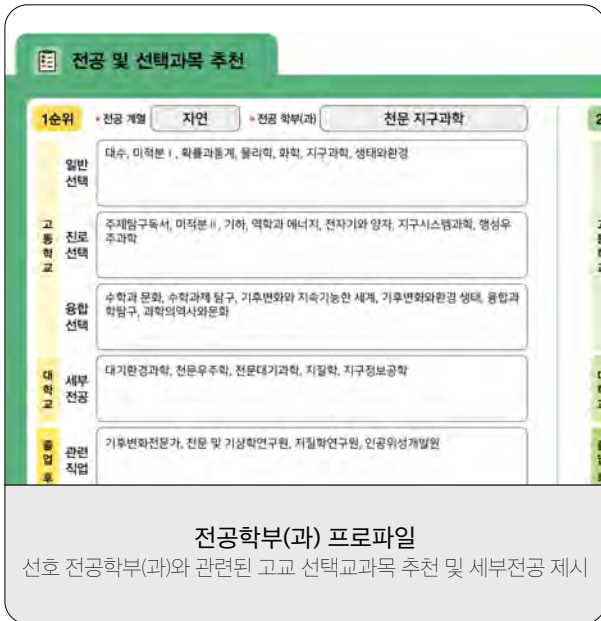 전공 및 선택과목 추천
1순위 • 전공 계열 자연 • 전공 학부(과) 천문 지구과학
고등학교
일반 선택
대수, 미적분Ⅰ, 확률과통계, 물리학, 화학, 지구과학, 생태와환경
진로 선택
주제탐구독서, 미적분Ⅱ, 기하, 역학과 에너지, 전자기와 양자, 지구시스템과학, 행성우
주과학
융합 선택
수학과 문화, 수학과제 탐구, 기후변화와 지속가능한 세계, 기후변화와환경 생태, 융합과
학탐구, 과학의역사와문화
대학교
세부 전공
대기환경과학, 천문우주학, 천문대기과학, 지질학, 지구정보공학
졸업 후
관련 직업
기후변화전문가, 천문 및 기상학연구원, 지질학연구원, 인공위성개발원
2
전공학부(과) 프로파일
선호 전공학부(과)와 관련된 고교 선택교과목 추천 및 세부전공 제시